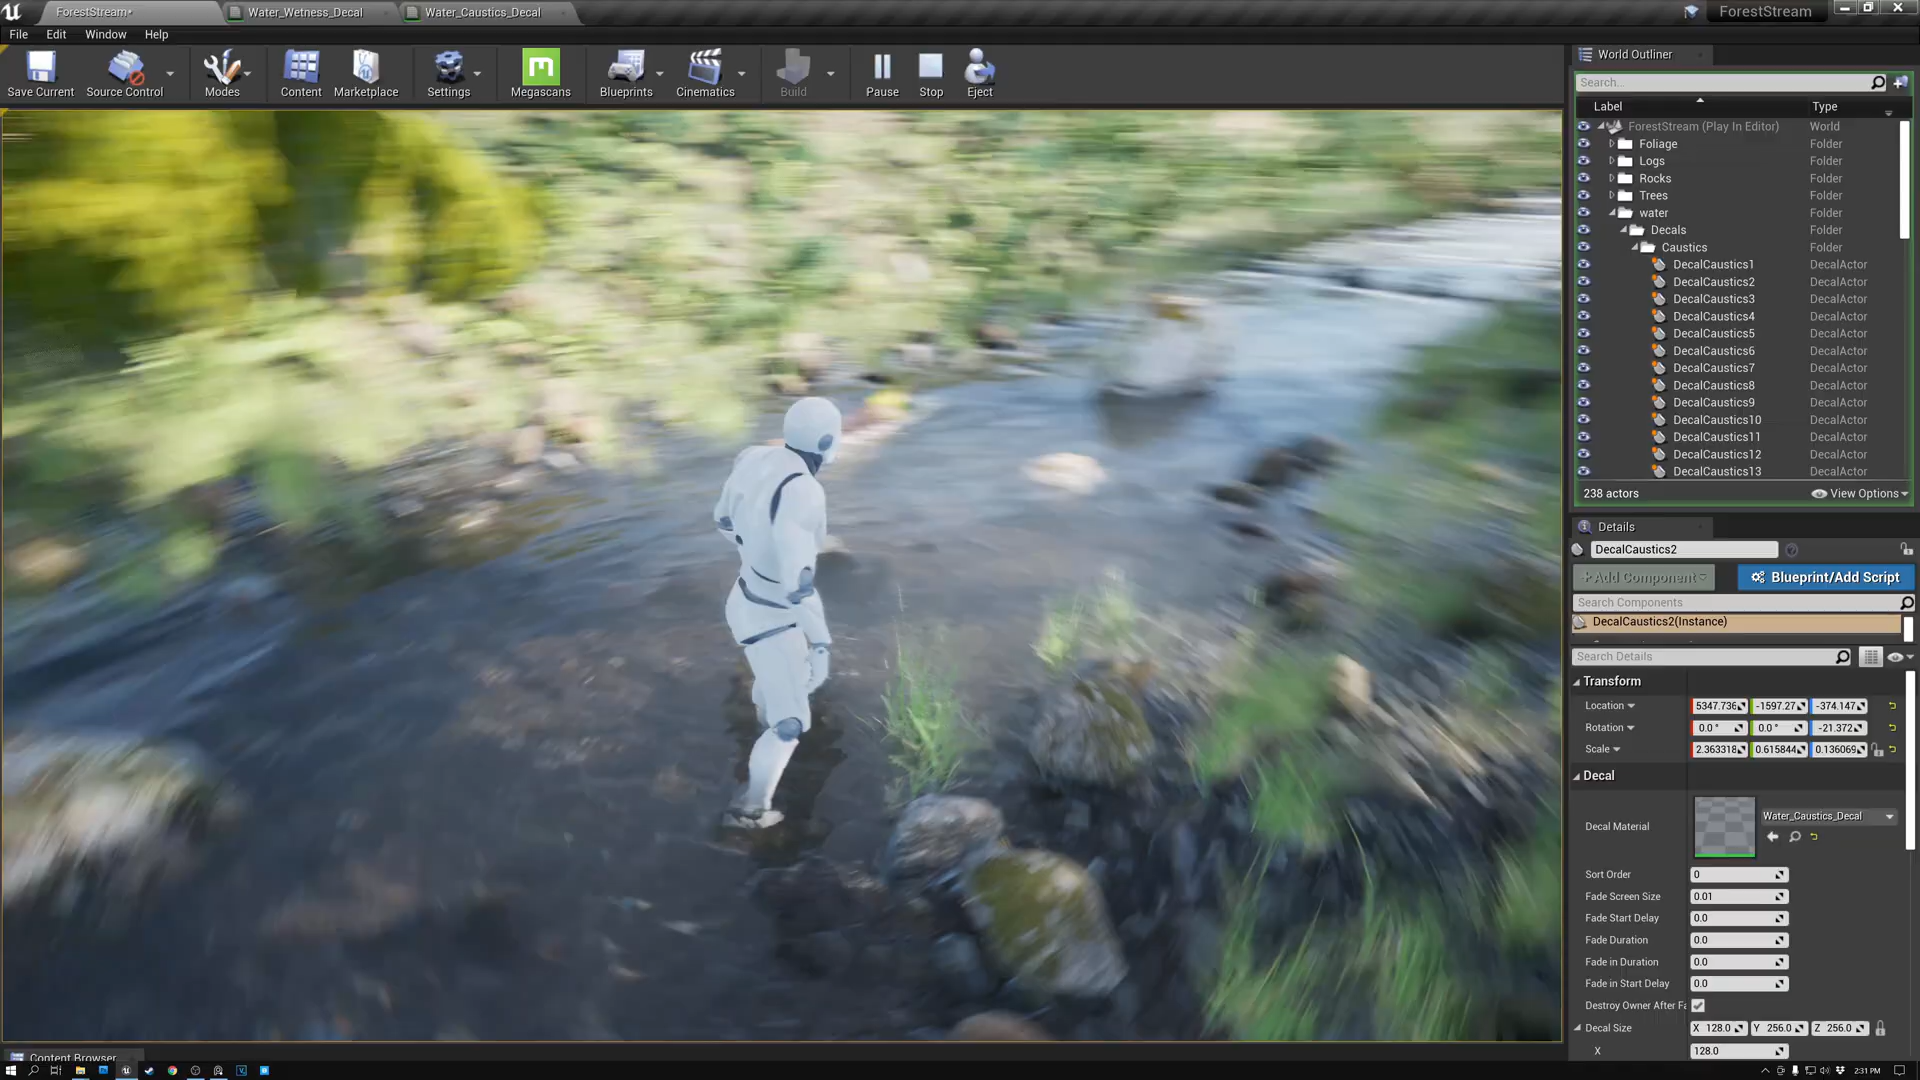 ForestStream•
Water_Wetness_Decal
Water_Caustics_Decal
ForestStream
File
Edit
Window
Help
Save Current
Source Control
Modes
Content
Marketplace
Settings
Megascans
Blueprints
Cinematics
Build
Pause
Stop
Eject
World Outliner
Search...
Label
Type
ForestStream (Play In Editor) World
Foliage Folder
Logs Folder
Rocks Folder
Trees Folder
water Folder
Decals Folder
Caustics Folder
DecalCaustics1 DecalActor
DecalCaustics2 DecalActor
DecalCaustics3 DecalActor
DecalCaustics4 DecalActor
DecalCaustics5 DecalActor
DecalCaustics6 DecalActor
DecalCaustics7 DecalActor
DecalCaustics8 DecalActor
DecalCaustics9 DecalActor
DecalCaustics10 DecalActor
DecalCaustics11 DecalActor
DecalCaustics12 DecalActor
DecalCaustics13 DecalActor
238 actors
View Options
Details
DecalCaustics2
+Add Component
Blueprint/Add Script
Search Components
DecalCaustics2(Instance)
Search Details
Transform
Location 5347.736 -1597.27 -374.147
Rotation 0.0 ° 0.0 ° -21.372
Scale 2.363318 0.615844 0.136069
Decal
Decal Material
Water_Caustics_Decal
Sort Order 0
Fade Screen Size 0.01
Fade Start Delay 0.0
Fade Duration 0.0
Fade in Duration 0.0
Fade in Start Delay 0.0
Destroy Owner After Fa
Decal Size X 128.0 Y 256.0 Z 256.0
X 128.0
Content Browser
2:31 PM